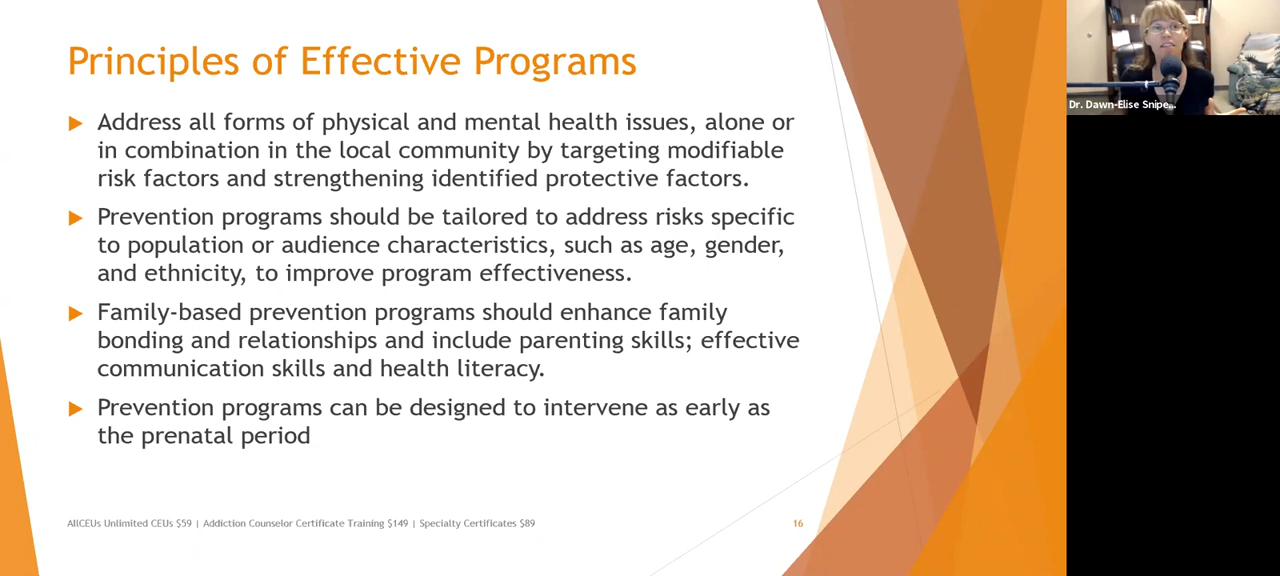 Principles of Effective Programs
Address all forms of physical and mental health issues, alone or
in combination in the local community by targeting modifiable
risk factors and strengthening identified protective factors.
Prevention programs should be tailored to address risks specific
to population or audience characteristics, such as age, gender,
and ethnicity, to improve program effectiveness.
Family-based prevention programs should enhance family
bonding and relationships and include parenting skills; effective
communication skills and health literacy.
Prevention programs can be designed to intervene as early as
the prenatal period
AllCEUs Unlimited CEUs $59 | Addiction Counselor Certificate Training $149 | Specialty Certificates $89
16
Dr. Dawn-Elise Snipe...